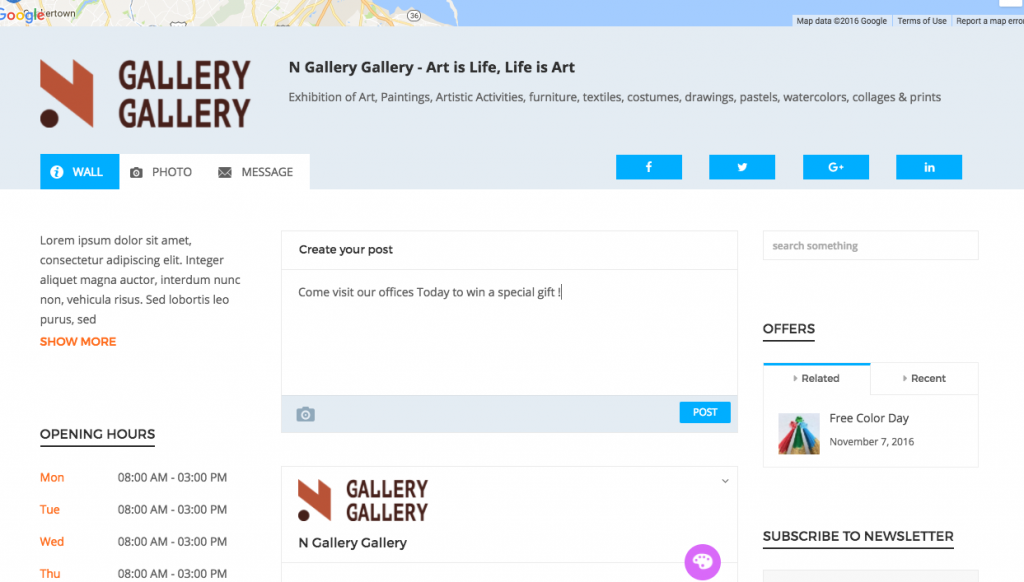 Google
ertown
36
Map data ©2016 Google
Terms of Use
Report a map error
GALLERY
GALLERY
N Gallery Gallery - Art is Life, Life is Art
Exhibition of Art, Paintings, Artistic Activities, furniture, textiles, costumes, drawings, pastels, watercolors, collages & prints
WALL
PHOTO
MESSAGE
f
G+
in
Lorem ipsum dolor sit amet,
consectetur adipiscing elit. Integer
aliquet magna auctor, interdum nunc
non, vehicula risus. Sed lobortis leo
purus, sed
SHOW MORE
OPENING HOURS
Mon 08:00 AM - 03:00 PM
Tue 08:00 AM - 03:00 PM
Wed 08:00 AM - 03:00 PM
Thu 08:00 AM - 03:00 PM
Create your post
Come visit our offices Today to win a special gift !
POST
GALLERY
GALLERY
N Gallery Gallery
search something
OFFERS
Related
Recent
Free Color Day
November 7, 2016
SUBSCRIBE TO NEWSLETTER